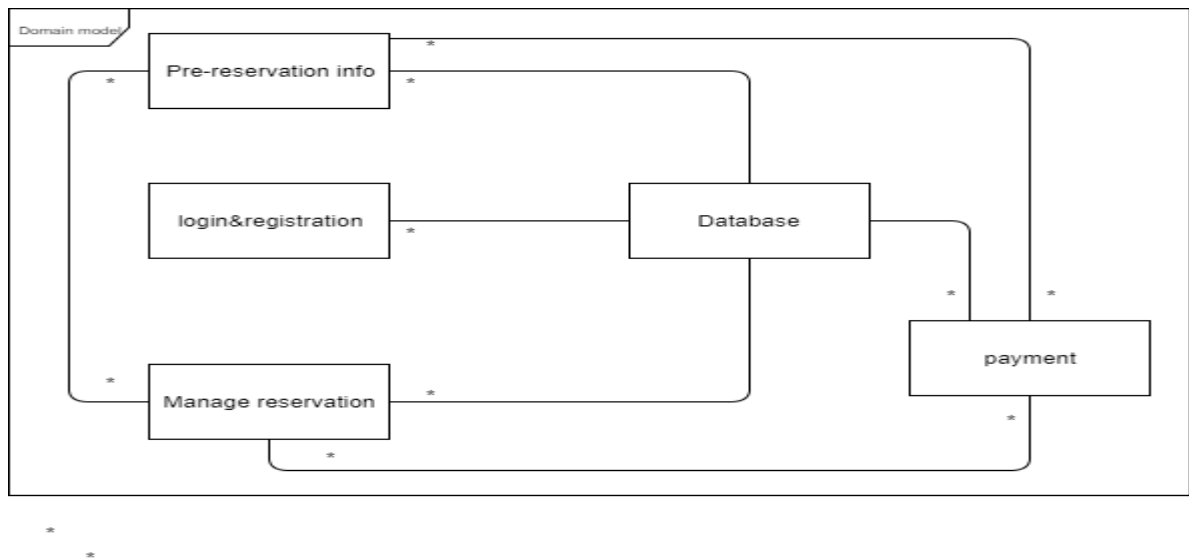 Domain model
*
Pre-reservation info
* *
*
login&registration
Database
*
* *
payment
*
Manage reservation
*
*
*
*
*